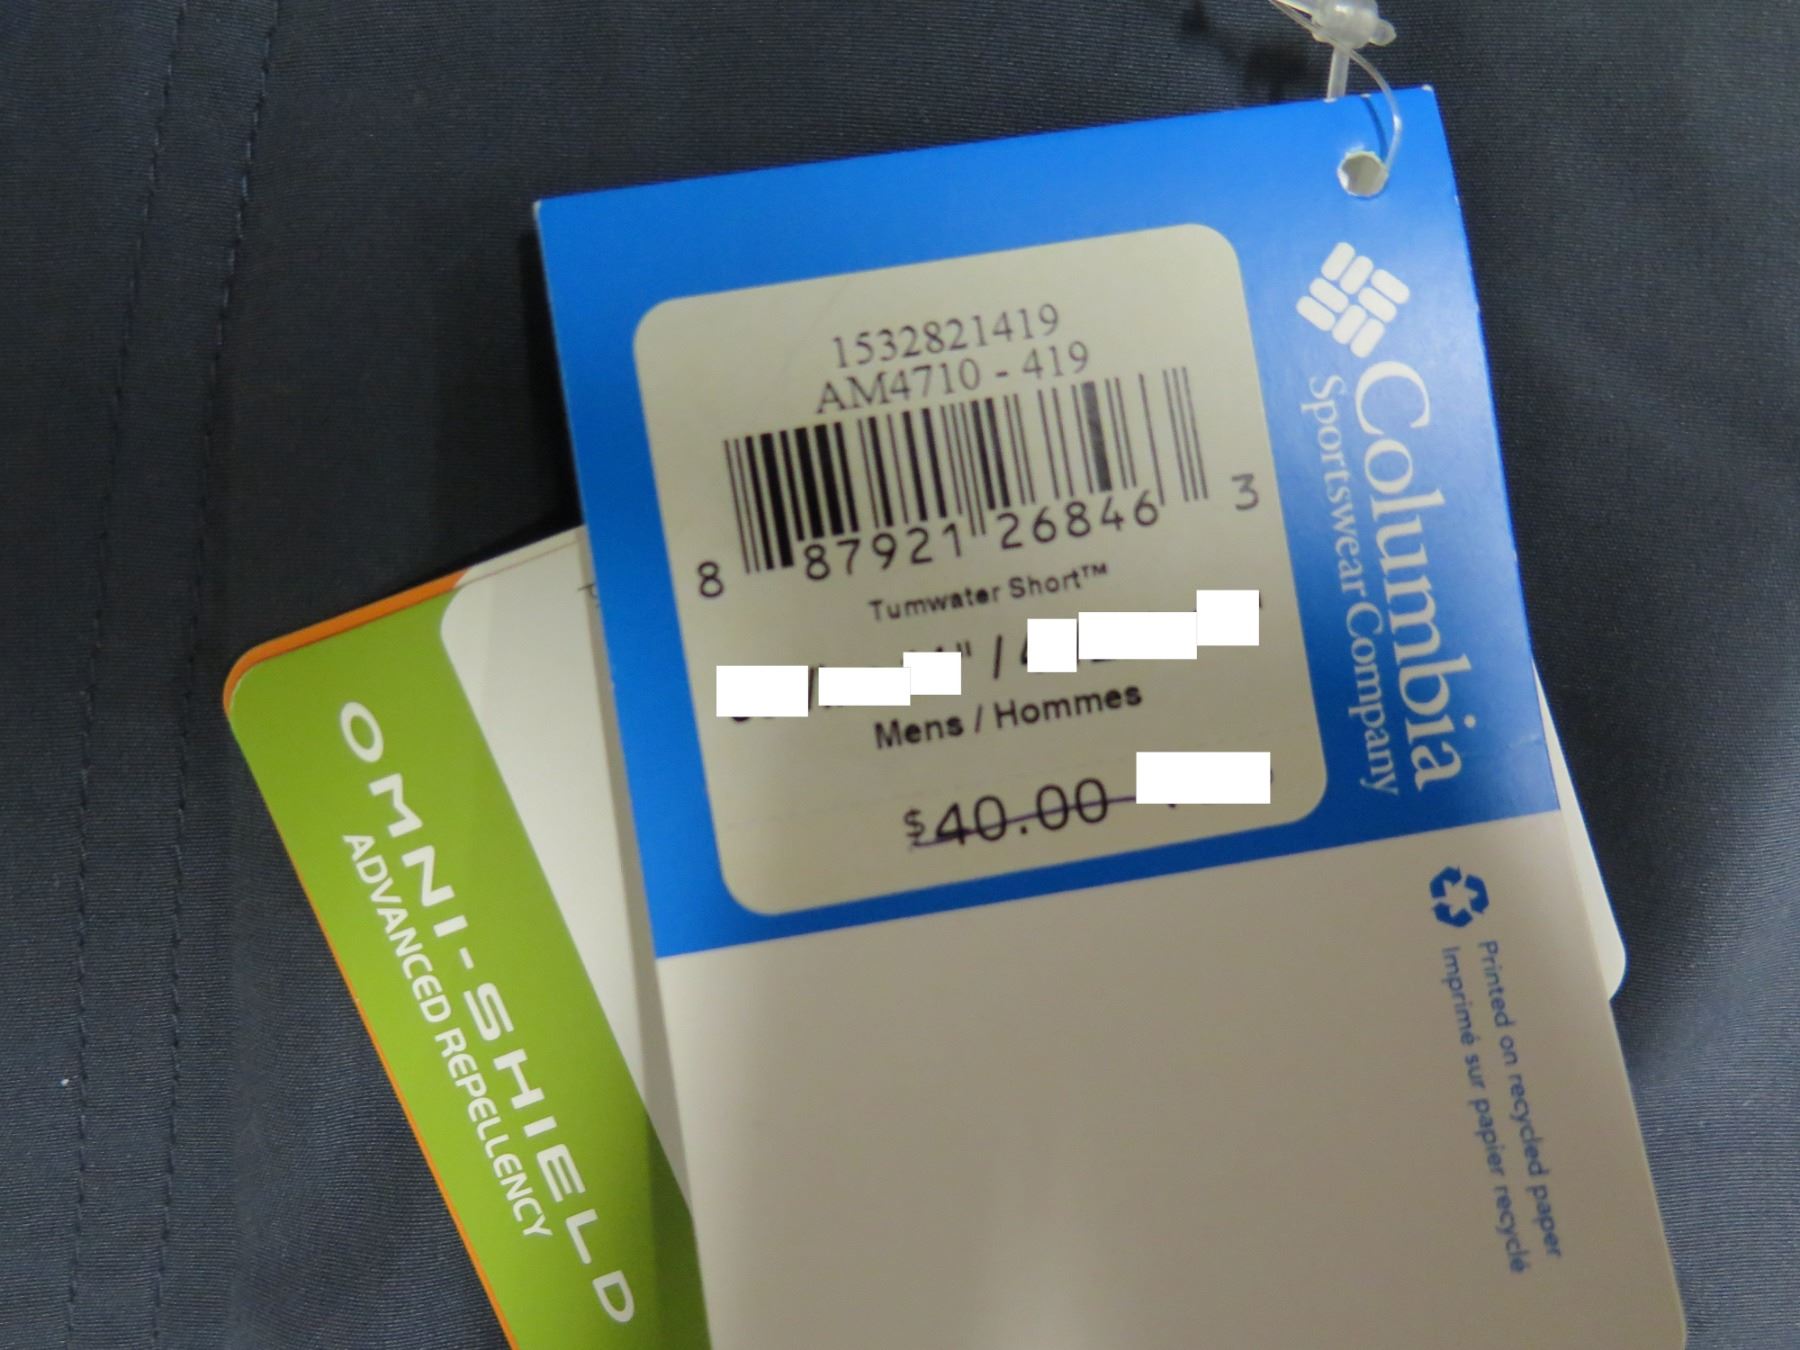 1532821419
AM4710 - 419
8 87921 26846 3
Tumwater Short™
/
Mens / Hommes
$40.00
Columbia
Sportswear Company
Printed on recycled paper
Imprimé sur papier recyclé
OMNI-SHIELD
ADVANCED REPELLENCY